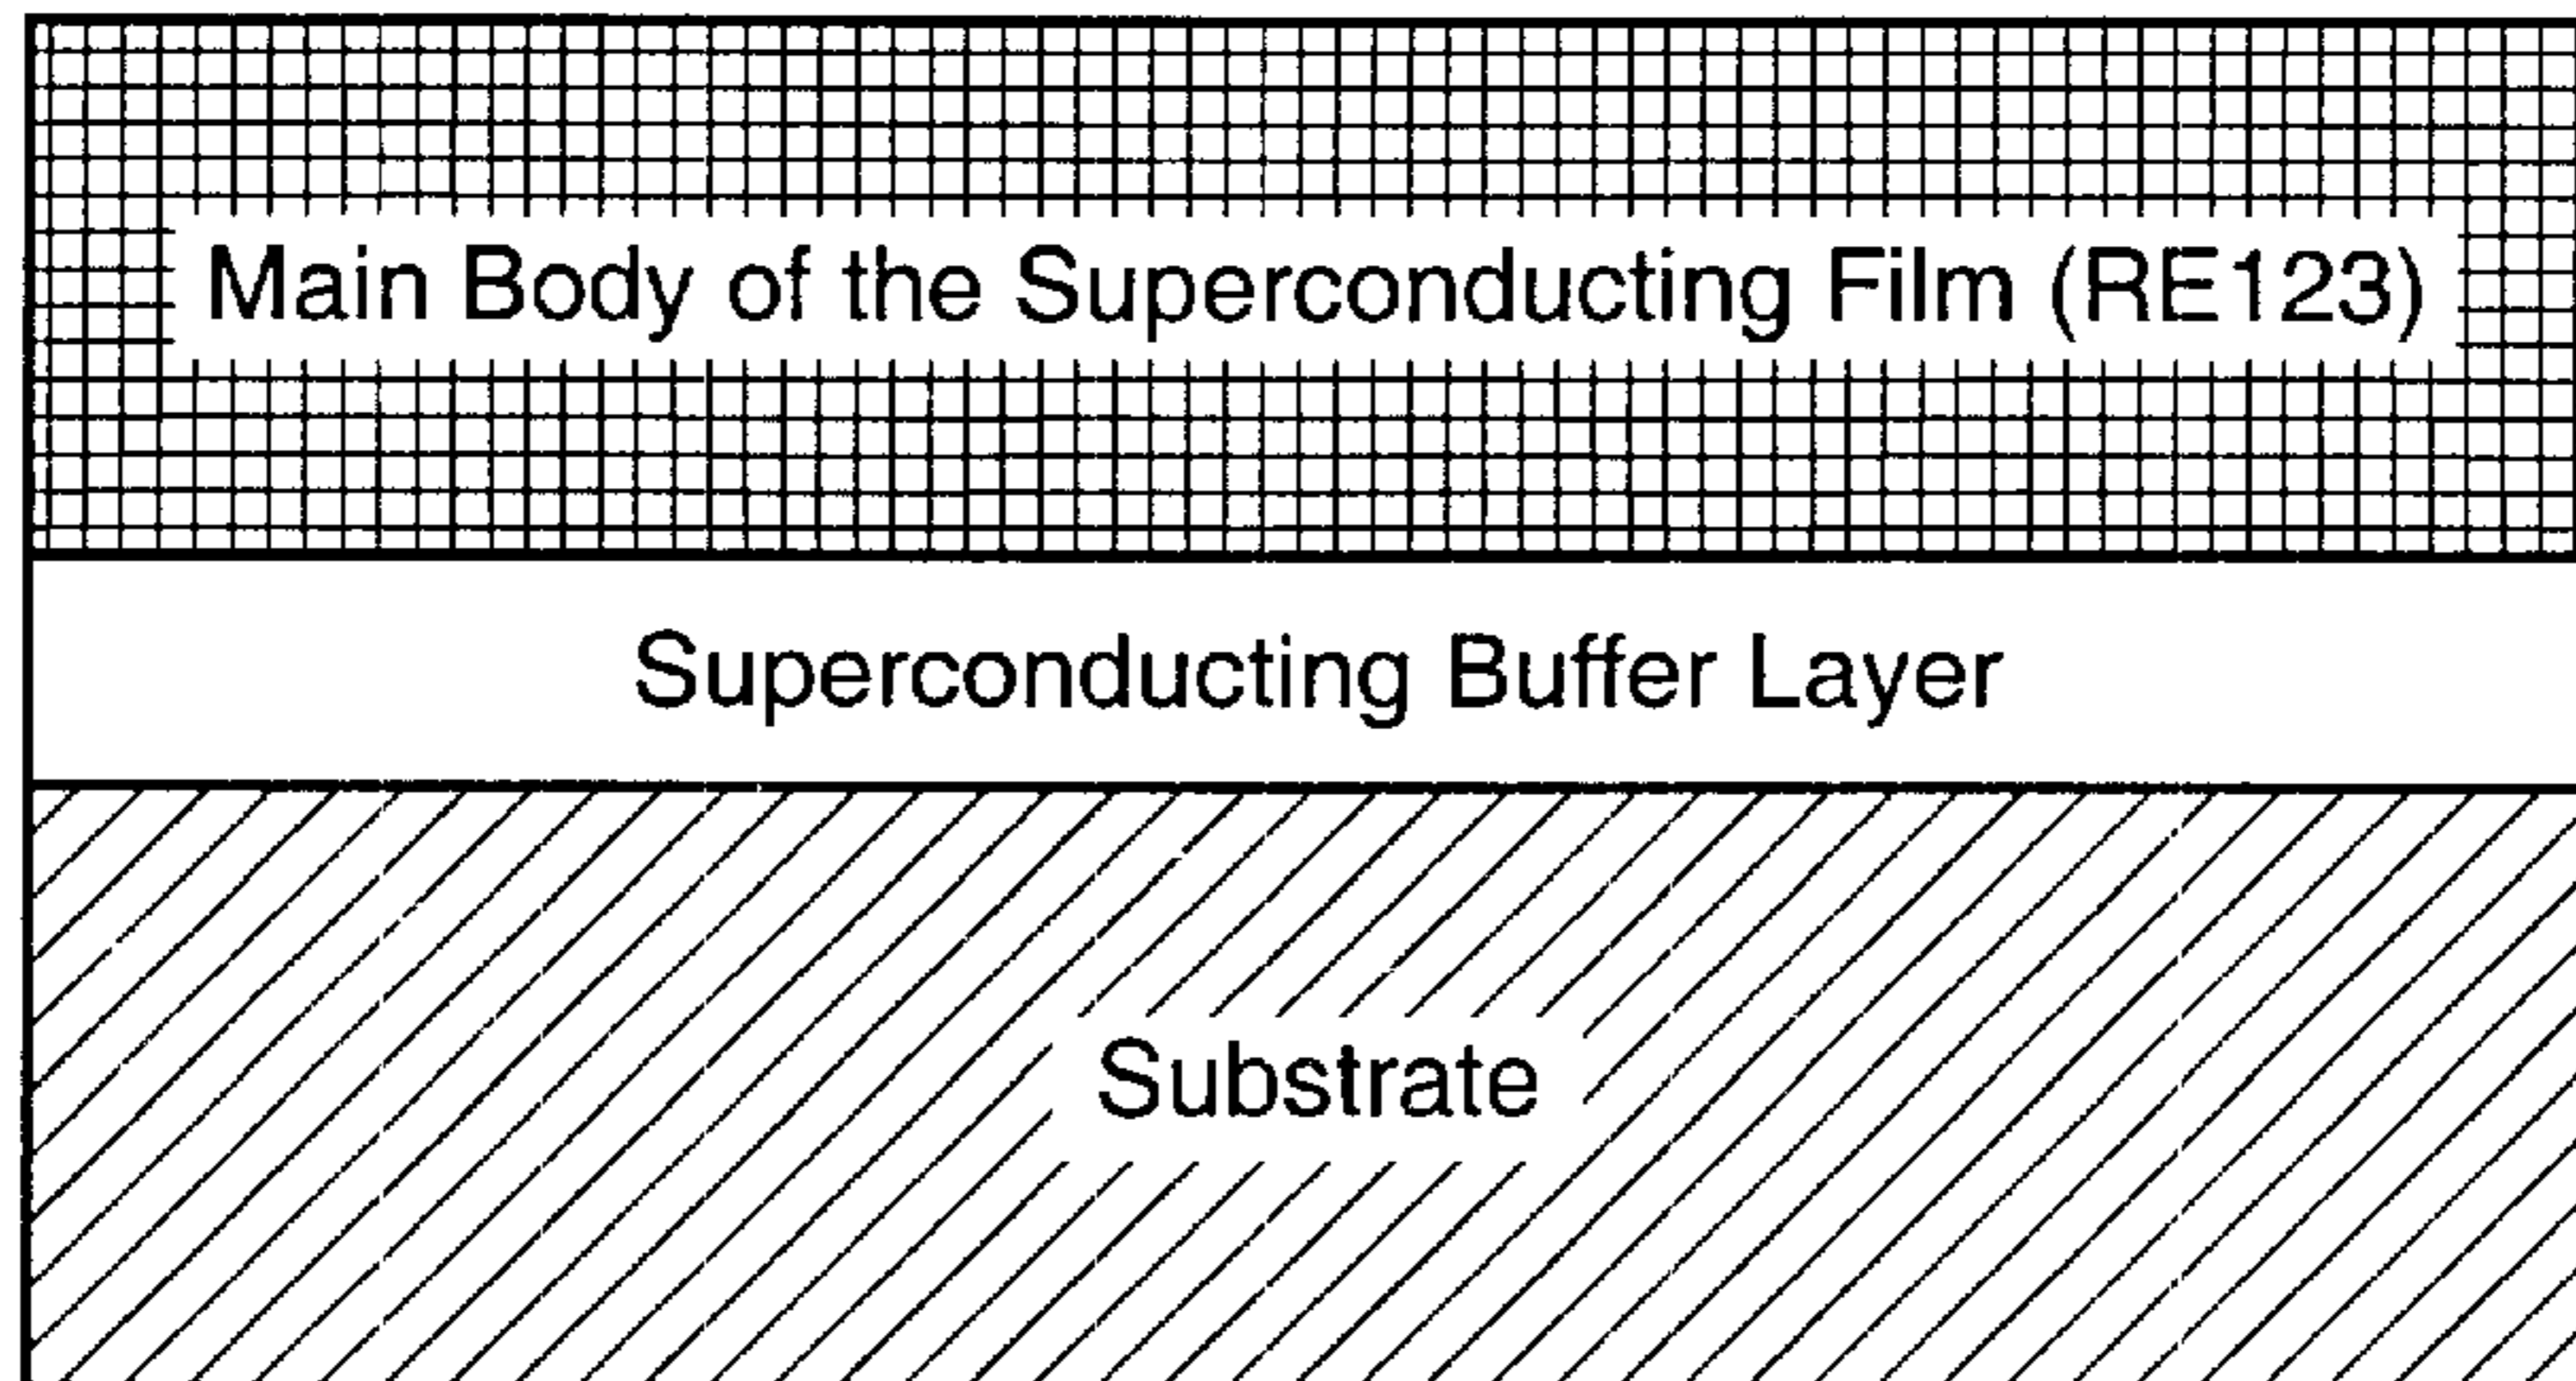 Main Body of the Superconducting Film (RE123)
Superconducting Buffer Layer
Substrate